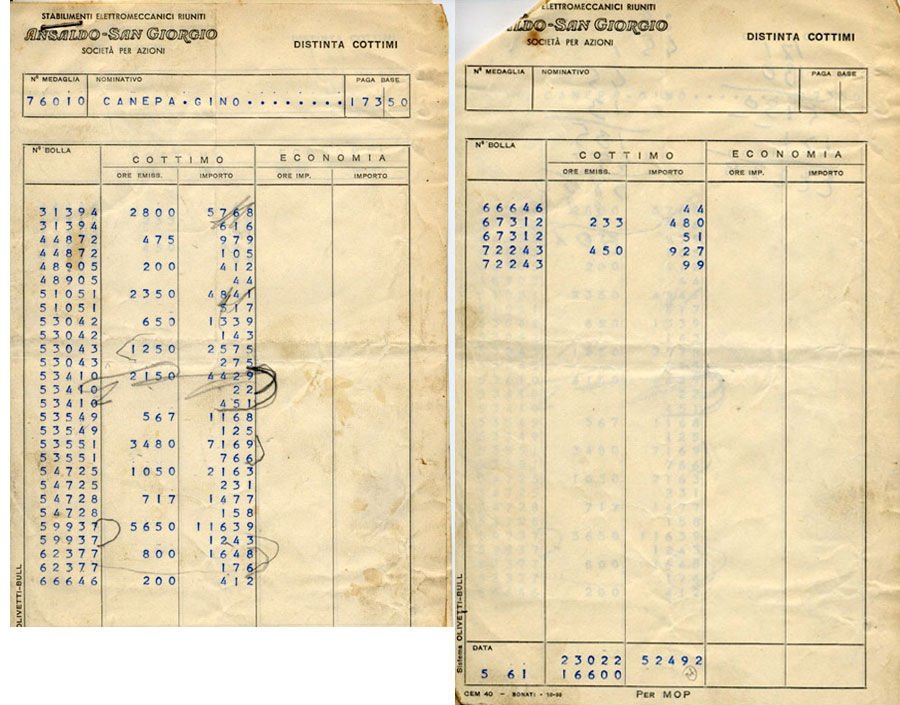 STABILIMENTI ELETTROMECCANICI RIUNITI
ANSALDO-SAN GIORGIO
SOCIETÀ PER AZIONI
DISTINTA COTTIMI
Nº MEDAGLIA NOMINATIVO PAGA BASE
76010 CANEPA·GINO········ 17350
Nº BOLLA COTTIMO ECONOMIA
ORE EMISS. IMPORTO ORE IMP. IMPORTO
31394 2800 5768
31394 616
44872 475 979
44872 105
48905 200 412
48905 44
51051 2350 4841
51051 517
53042 650 1339
53042 143
53043 1250 2575
53043 275
53410 2150 4429
53410 22
53410 451
53549 567 1168
53549 125
53551 3480 7169
53551 766
54725 1050 2163
54725 231
54728 717 1477
54728 158
59937 5650 11639
59937 1243
62377 800 1648
62377 176
66646 200 412
OLIVETTI-BULL
ELETTROMECCANICI RIUNITI
ALDO-SAN GIORGIO
SOCIETÀ PER AZIONI
DISTINTA COTTIMI
Nº MEDAGLIA NOMINATIVO PAGA BASE
Nº BOLLA COTTIMO ECONOMIA
ORE EMISS. IMPORTO ORE IMP. IMPORTO
66646 44
67312 233 480
67312 51
72243 450 927
72243 99
Sistema OLIVETTI-BULL
DATA
23022 52492
5 61 16600
CEM 40 – BONATI -
PER MOP